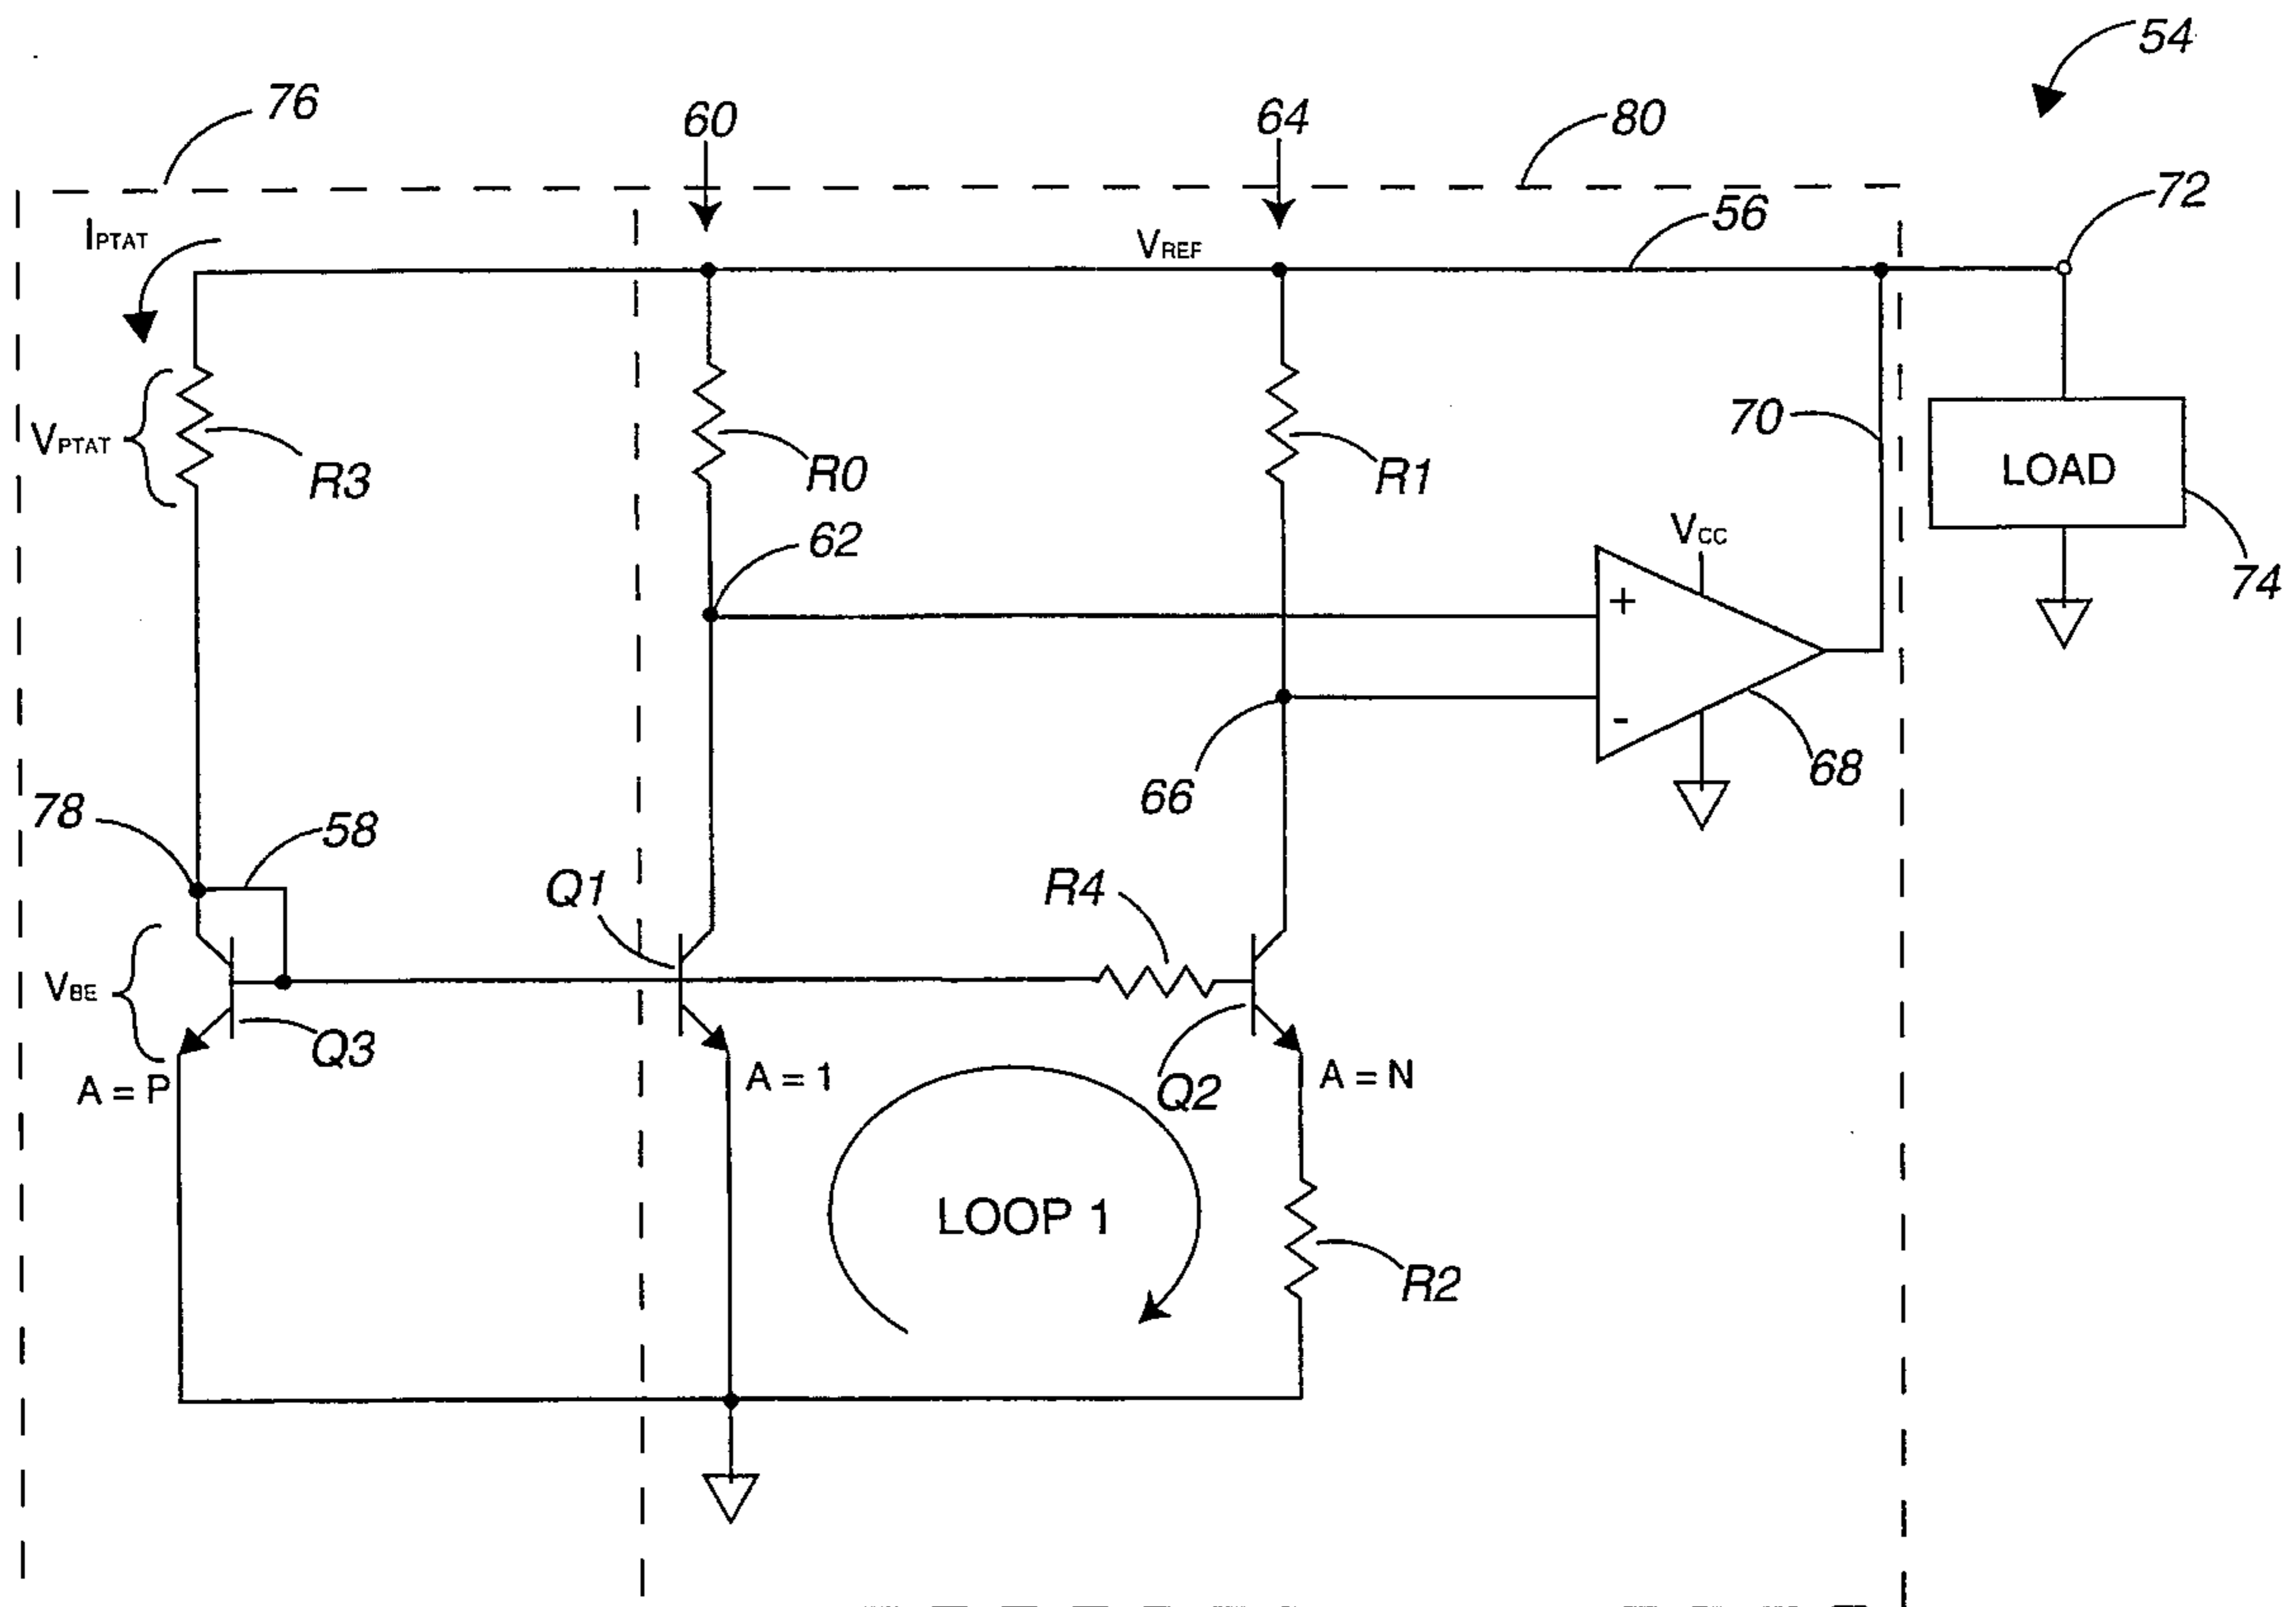 54
76
60
64
80
72
IPTAT
VREF
56
VPTAT
R3
R0
R1
70
LOAD
62
VCC
+
-
74
68
66
78
58
Q1
R4
VBE
Q3
A = P
A = 1
Q2
A = N
LOOP 1
R2